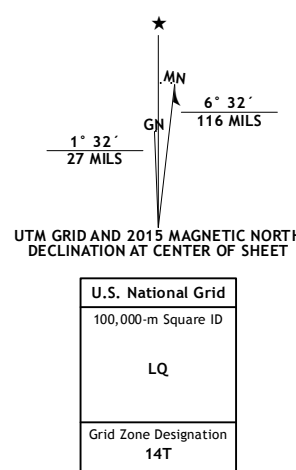 MN
GN
6° 32´
116 MILS
1° 32´
27 MILS
UTM GRID AND 2015 MAGNETIC NORTH
DECLINATION AT CENTER OF SHEET
U.S. National Grid
100,000-m Square ID
LQ
Grid Zone Designation
14T